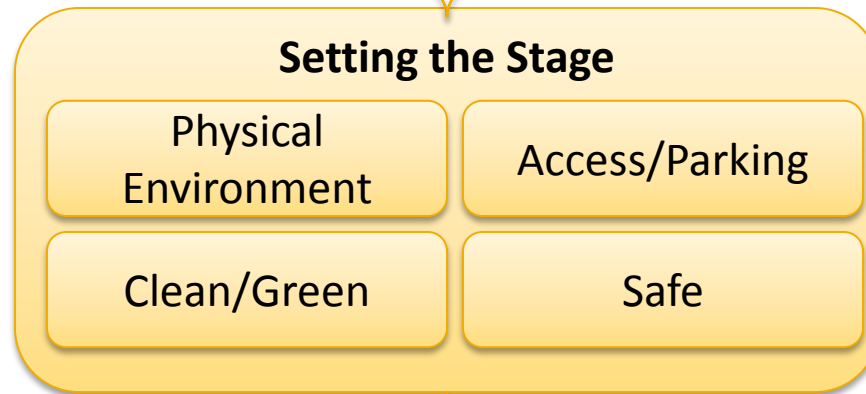 Setting the Stage
Physical
Environment
Access/Parking
Clean/Green
Safe